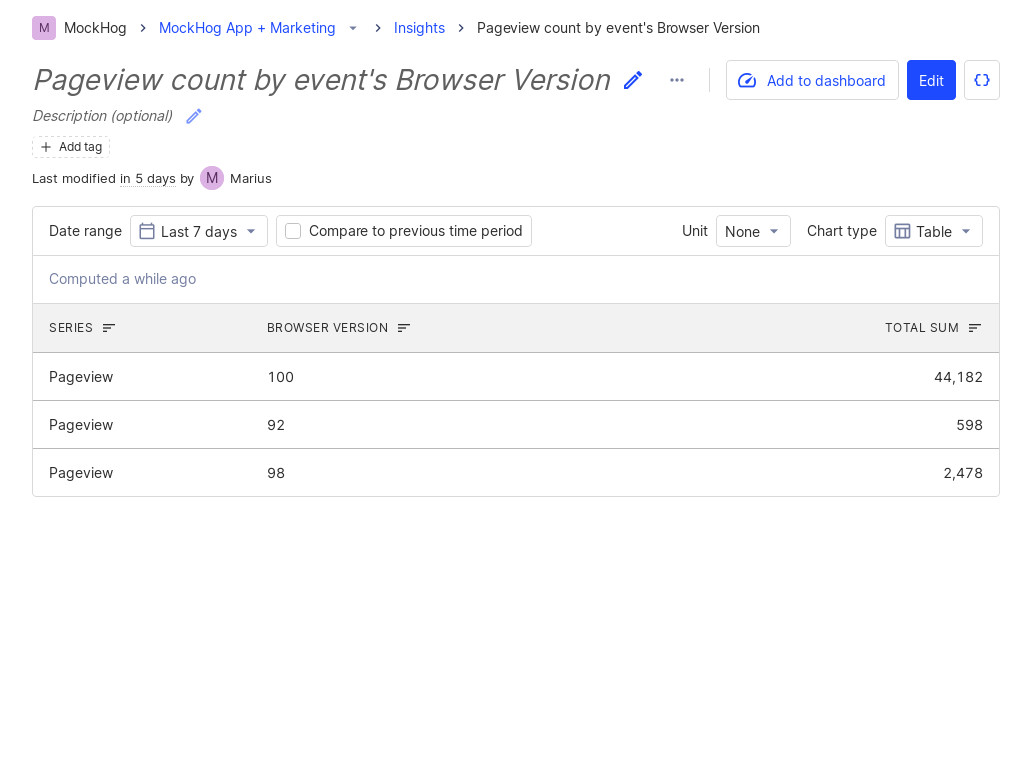 M MockHog MockHog App + Marketing Insights Pageview count by event's Browser Version
Pageview count by event's Browser Version Add to dashboard Edit
Description (optional)
Add tag
Last modified in 5 days by M Marius
Date range Last 7 days Compare to previous time period Unit None Chart type Table
Computed a while ago
SERIES BROWSER VERSION TOTAL SUM
Pageview 100 44,182
Pageview 92 598
Pageview 98 2,478